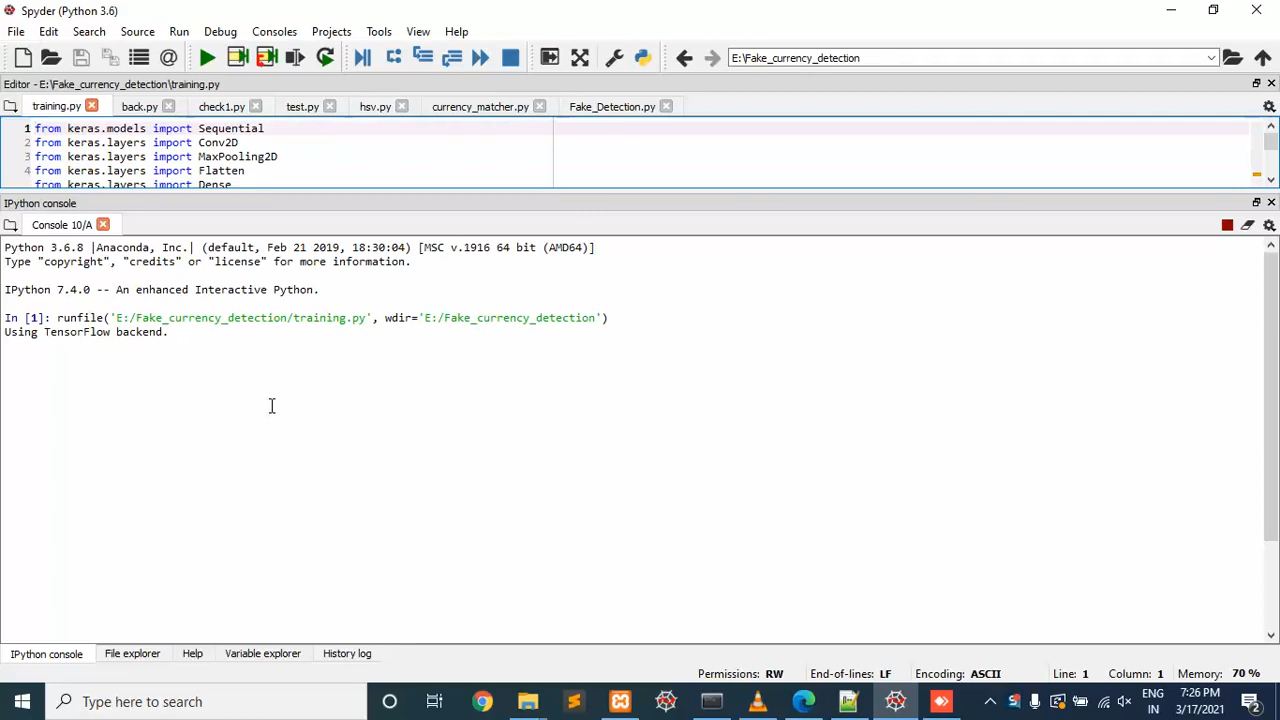 Spyder (Python 3.6)
File Edit Search Source Run Debug Consoles Projects Tools View Help
E:\Fake_currency_detection
Editor - E:\Fake_currency_detection\training.py
training.py back.py check1.py test.py hsv.py currency_matcher.py Fake_Detection.py
1 from keras.models import Sequential
2 from keras.layers import Conv2D
3 from keras.layers import MaxPooling2D
4 from keras.layers import Flatten
from keras.layers import Dense
IPython console
Console 10/A
Python 3.6.8 |Anaconda, Inc.| (default, Feb 21 2019, 18:30:04) [MSC v.1916 64 bit (AMD64)]
Type "copyright", "credits" or "license" for more information.
IPython 7.4.0 -- An enhanced Interactive Python.
In [1]: runfile('E:/Fake_currency_detection/training.py', wdir='E:/Fake_currency_detection')
Using TensorFlow backend.
IPython console File explorer Help Variable explorer History log
Permissions: RW End-of-lines: LF Encoding: ASCII Line: 1 Column: 1 Memory: 70 %
Type here to search
ENG 7:26 PM
IN 3/17/2021 2